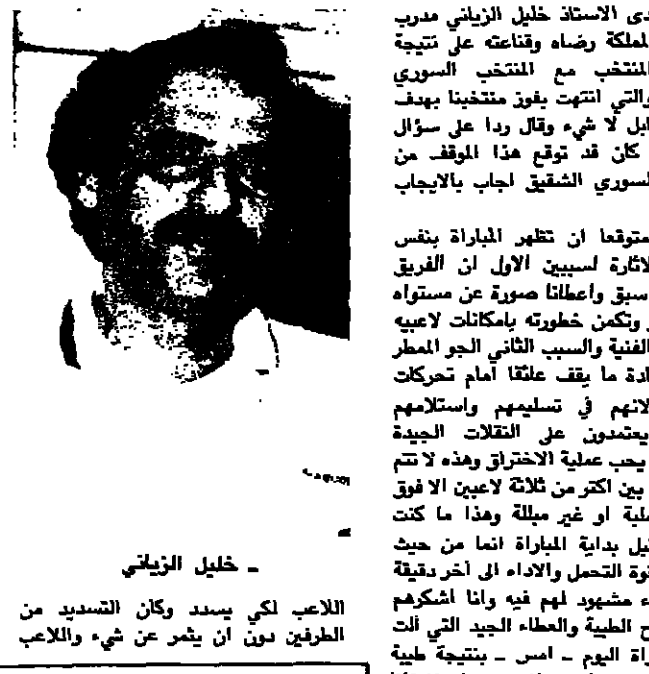 دى الاستاذ خليل الزياني مدرب
لملكة رضاه وقناعته على نتيجة
المنتخب مع المنتخب السوري
والتي انتهت بفوز منتخبنا بهدف
ابل لا شيء وقال ردا على سؤال
كان قد توقع هذا الموقف من
لسوري الشقيق اجاب بالايجاب
متوقعا ان تظهر المباراة بنفس
لاثارة لسببين الاول ان الفريق
سبق واعطانا صورة عن مستواه
وتكمن خطورته بامكانات لاعبيه
الفنية والسبب الثاني الجو الممطر
ادة ما يقف عائقا امام تحركات
لانهم في تسليمهم واستلامهم
يعتمدون على النقلات الجيدة
يحب عملية الاختراق وهذه لا تتم
بين اكثر من ثلاثة لاعبين الا فوق
ملبة او غير مبللة وهذا ما كنت
قبل بداية المباراة انما من حيث
قوة التحمل والاداء الى آخر دقيقة
ء مشهود لهم فيه وانا اشكرهم
ح الطيبة والعطاء الجيد التي الت
راة اليوم ـ امس ـ بنتيجة طيبة
ـ خليل الزياني
اللاعب لكي يسدد وكان التسديد من
الطرفين دون ان يثمر عن شيء واللاعب